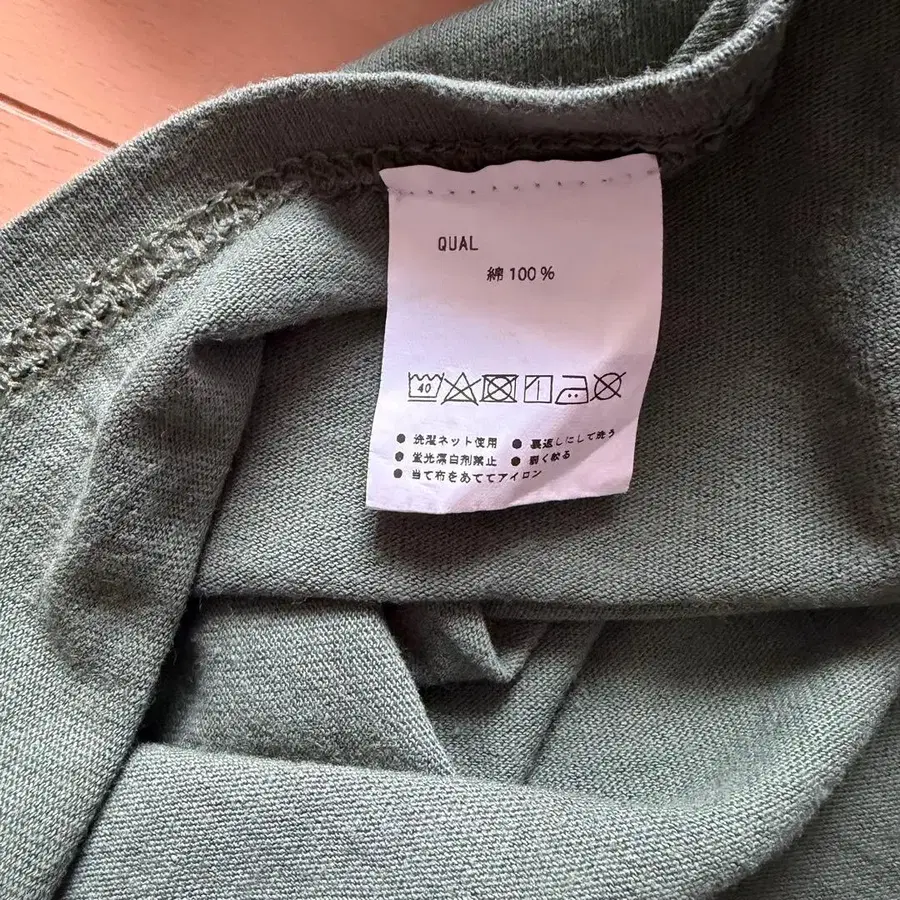 QUAL
綿 100 %
40
● 洗濯ネット使用 ● 裏返しにして洗う
● 蛍光漂白剤禁止 ● 弱く絞る
● 当て布をあててアイロン